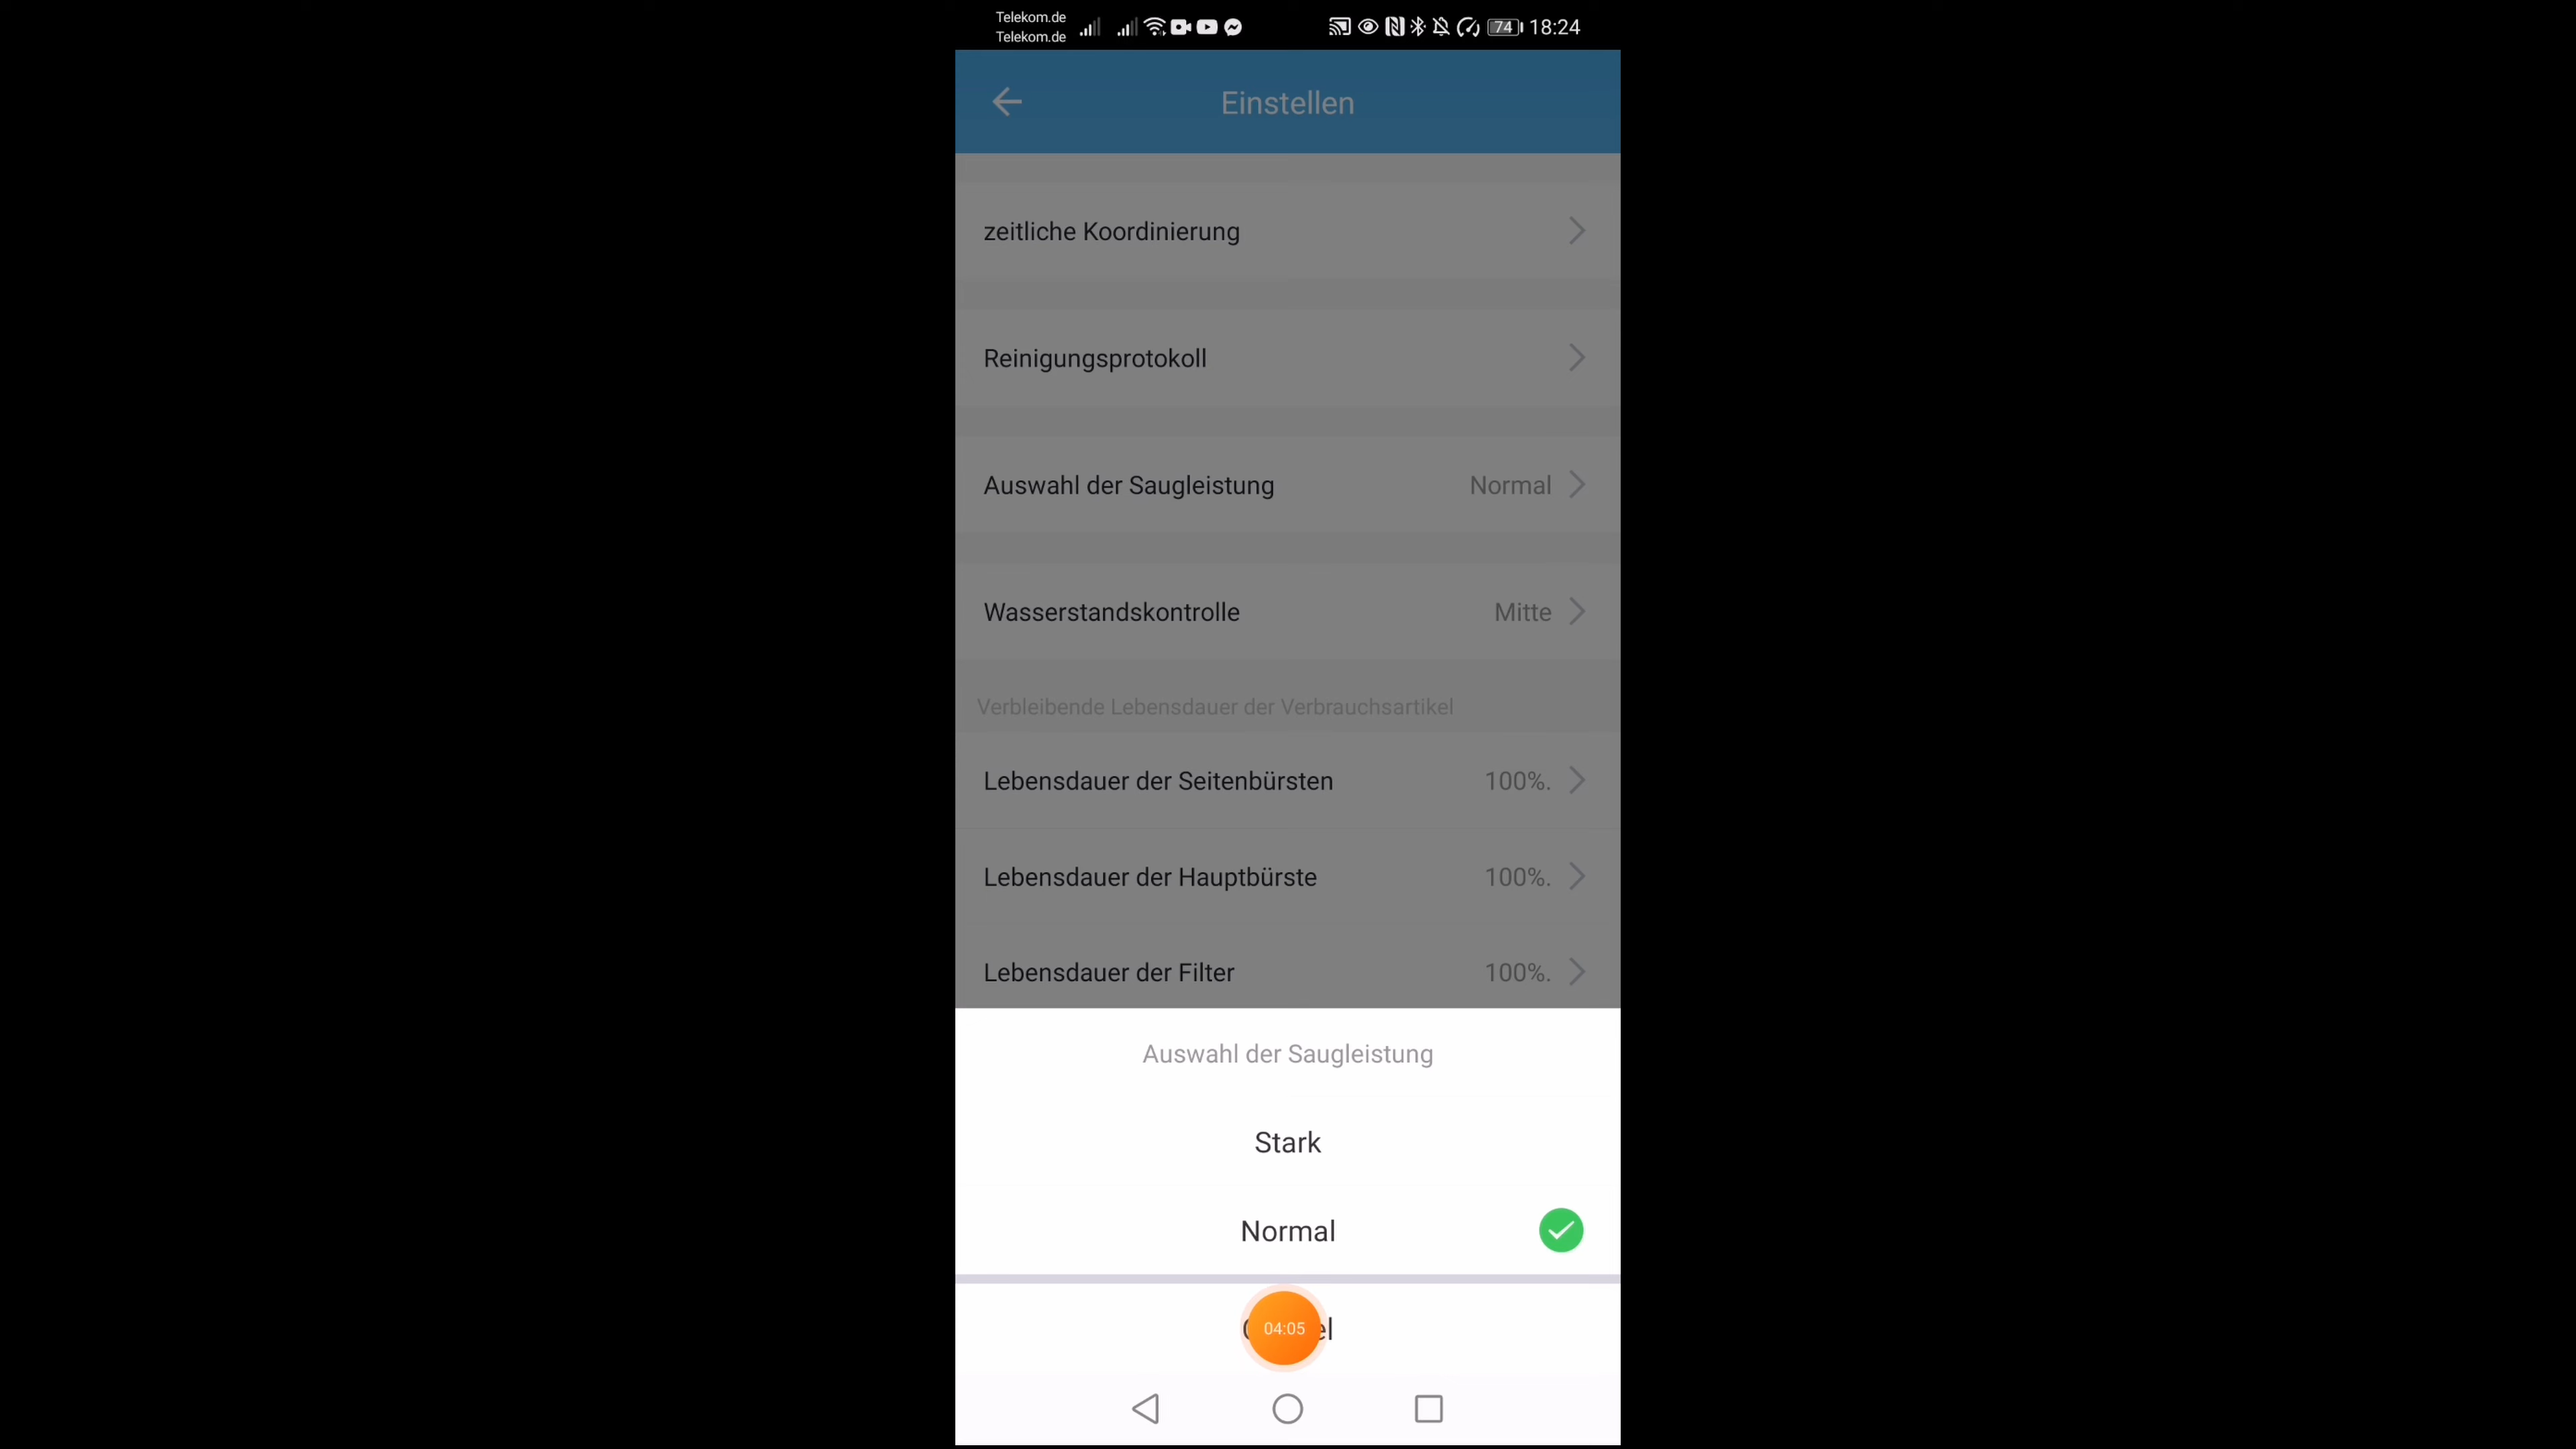 Telekom.de
Telekom.de
74 18:24
Einstellen
zeitliche Koordinierung
Reinigungsprotokoll
Auswahl der Saugleistung Normal
Wasserstandskontrolle Mitte
Verbleibende Lebensdauer der Verbrauchsartikel
Lebensdauer der Seitenbürsten 100%.
Lebensdauer der Hauptbürste 100%.
Lebensdauer der Filter 100%.
Auswahl der Saugleistung
Stark
Normal
04:05